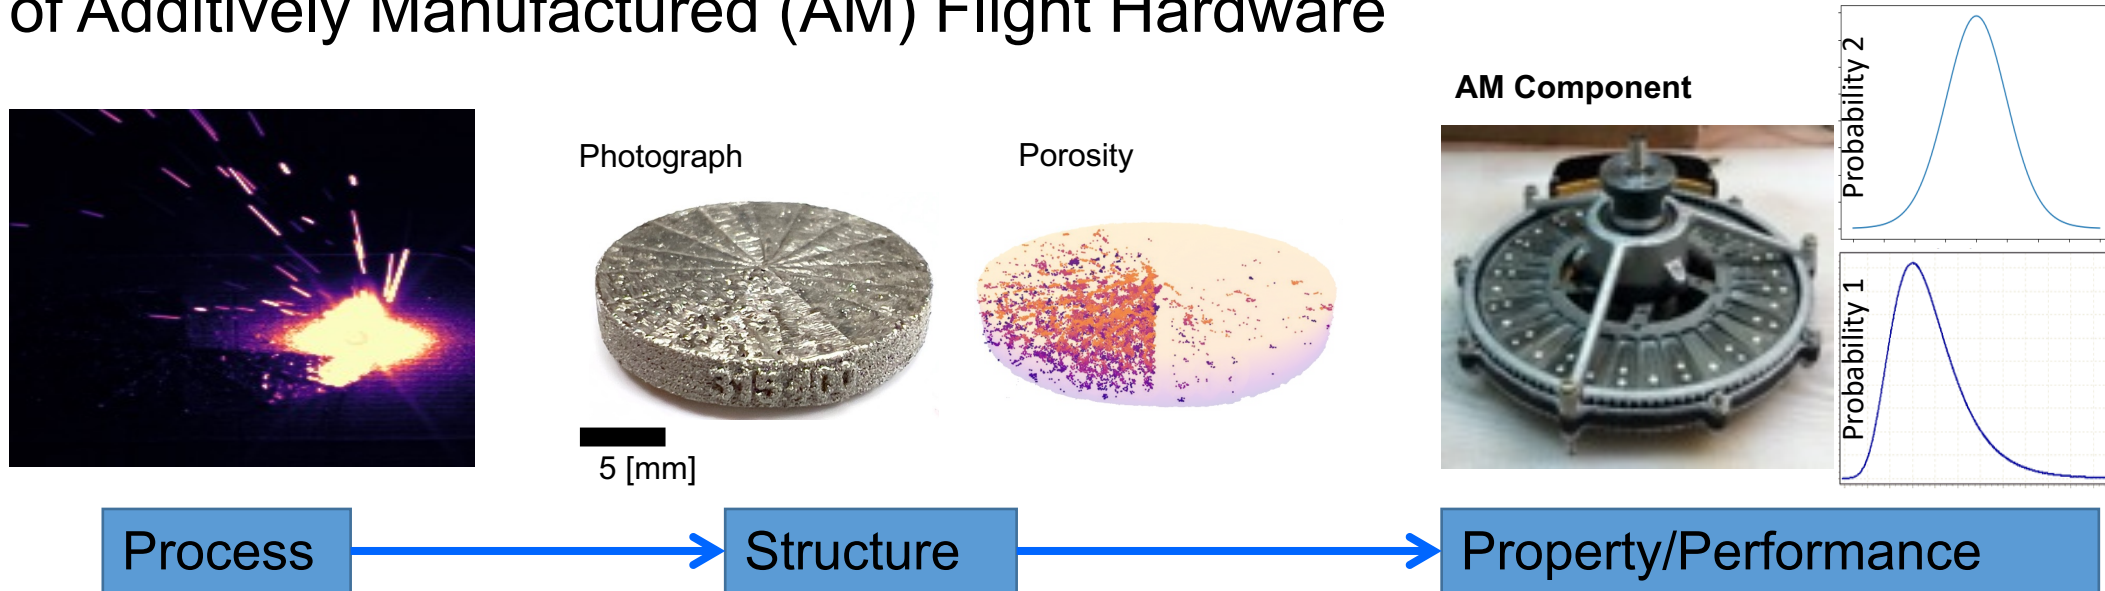 of Additively Manufactured (AM) Flight Hardware
AM Component
Photograph
Porosity
Probability 2
Probability 1
5 [mm]
Process
Structure
Property/Performance